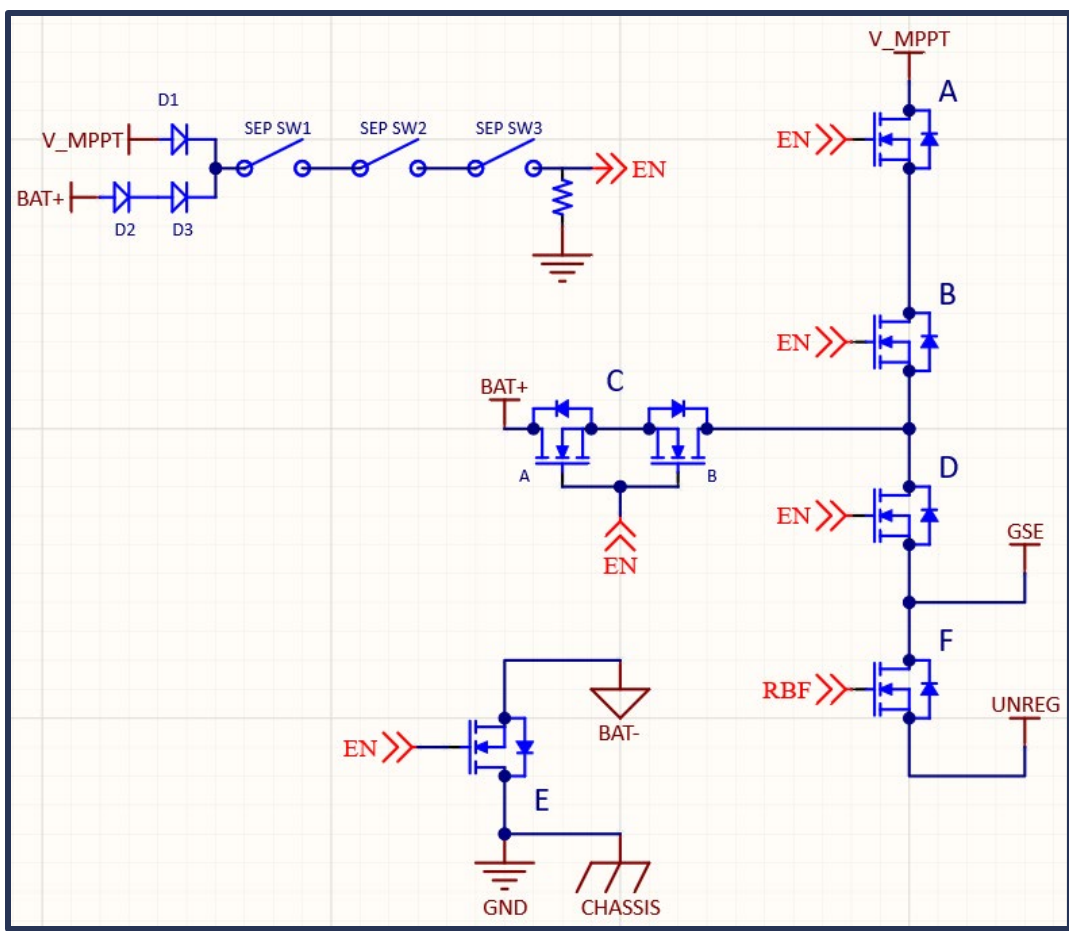 V_MPPT
A
D1
V_MPPT
SEP SW1
SEP SW2
SEP SW3
EN
EN
BAT+
D2
D3
B
EN
BAT+
C
A
B
D
EN
GSE
EN
F
RBF
UNREG
BAT-
EN
E
GND
CHASSIS